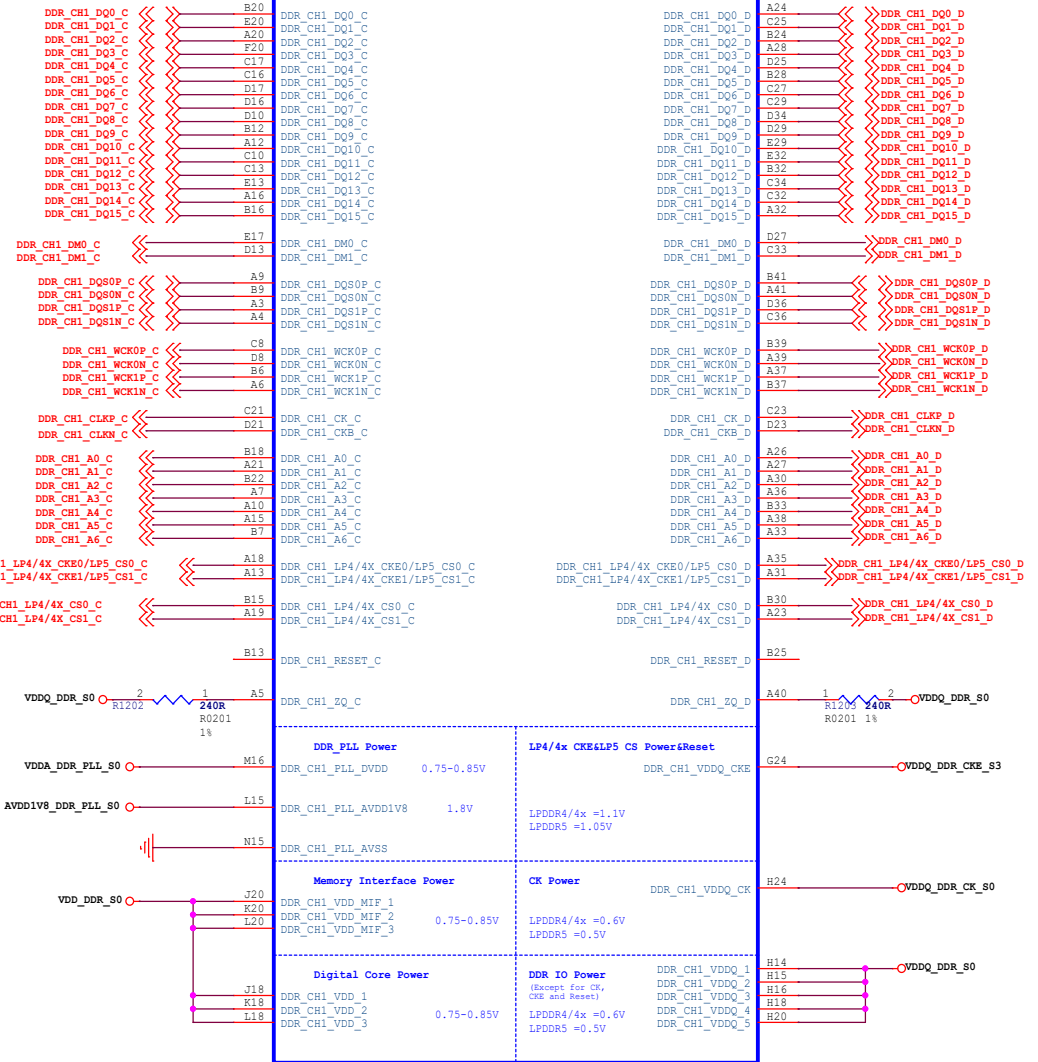 DDR_CH1_DQ0_C B20 DDR_CH1_DQ0_C DDR_CH1_DQ0_D A24 DDR_CH1_DQ0_D
DDR_CH1_DQ1_C E20 DDR_CH1_DQ1_C DDR_CH1_DQ1_D C25 DDR_CH1_DQ1_D
DDR_CH1_DQ2_C A20 DDR_CH1_DQ2_C DDR_CH1_DQ2_D B24 DDR_CH1_DQ2_D
DDR_CH1_DQ3_C F20 DDR_CH1_DQ3_C DDR_CH1_DQ3_D A28 DDR_CH1_DQ3_D
DDR_CH1_DQ4_C C17 DDR_CH1_DQ4_C DDR_CH1_DQ4_D D25 DDR_CH1_DQ4_D
DDR_CH1_DQ5_C C16 DDR_CH1_DQ5_C DDR_CH1_DQ5_D B28 DDR_CH1_DQ5_D
DDR_CH1_DQ6_C D17 DDR_CH1_DQ6_C DDR_CH1_DQ6_D C27 DDR_CH1_DQ6_D
DDR_CH1_DQ7_C D16 DDR_CH1_DQ7_C DDR_CH1_DQ7_D C29 DDR_CH1_DQ7_D
DDR_CH1_DQ8_C D10 DDR_CH1_DQ8_C DDR_CH1_DQ8_D D34 DDR_CH1_DQ8_D
DDR_CH1_DQ9_C B12 DDR_CH1_DQ9_C DDR_CH1_DQ9_D D29 DDR_CH1_DQ9_D
DDR_CH1_DQ10_C A12 DDR_CH1_DQ10_C DDR_CH1_DQ10_D E29 DDR_CH1_DQ10_D
DDR_CH1_DQ11_C C10 DDR_CH1_DQ11_C DDR_CH1_DQ11_D E32 DDR_CH1_DQ11_D
DDR_CH1_DQ12_C C13 DDR_CH1_DQ12_C DDR_CH1_DQ12_D B32 DDR_CH1_DQ12_D
DDR_CH1_DQ13_C E13 DDR_CH1_DQ13_C DDR_CH1_DQ13_D C34 DDR_CH1_DQ13_D
DDR_CH1_DQ14_C A16 DDR_CH1_DQ14_C DDR_CH1_DQ14_D C32 DDR_CH1_DQ14_D
DDR_CH1_DQ15_C B16 DDR_CH1_DQ15_C DDR_CH1_DQ15_D A32 DDR_CH1_DQ15_D
DDR_CH1_DM0_C E17 DDR_CH1_DM0_C DDR_CH1_DM0_D D27 DDR_CH1_DM0_D
DDR_CH1_DM1_C D13 DDR_CH1_DM1_C DDR_CH1_DM1_D C33 DDR_CH1_DM1_D
DDR_CH1_DQS0P_C A9 DDR_CH1_DQS0P_C DDR_CH1_DQS0P_D B41 DDR_CH1_DQS0P_D
DDR_CH1_DQS0N_C B9 DDR_CH1_DQS0N_C DDR_CH1_DQS0N_D A41 DDR_CH1_DQS0N_D
DDR_CH1_DQS1P_C A3 DDR_CH1_DQS1P_C DDR_CH1_DQS1P_D D36 DDR_CH1_DQS1P_D
DDR_CH1_DQS1N_C A4 DDR_CH1_DQS1N_C DDR_CH1_DQS1N_D C36 DDR_CH1_DQS1N_D
DDR_CH1_WCK0P_C C8 DDR_CH1_WCK0P_C DDR_CH1_WCK0P_D B39 DDR_CH1_WCK0P_D
DDR_CH1_WCK0N_C D8 DDR_CH1_WCK0N_C DDR_CH1_WCK0N_D A39 DDR_CH1_WCK0N_D
DDR_CH1_WCK1P_C B6 DDR_CH1_WCK1P_C DDR_CH1_WCK1P_D A37 DDR_CH1_WCK1P_D
DDR_CH1_WCK1N_C A6 DDR_CH1_WCK1N_C DDR_CH1_WCK1N_D B37 DDR_CH1_WCK1N_D
DDR_CH1_CLKP_C C21 DDR_CH1_CK_C DDR_CH1_CK_D C23 DDR_CH1_CLKP_D
DDR_CH1_CLKN_C D21 DDR_CH1_CKB_C DDR_CH1_CKB_D D23 DDR_CH1_CLKN_D
DDR_CH1_A0_C B18 DDR_CH1_A0_C DDR_CH1_A0_D A26 DDR_CH1_A0_D
DDR_CH1_A1_C A21 DDR_CH1_A1_C DDR_CH1_A1_D A27 DDR_CH1_A1_D
DDR_CH1_A2_C B22 DDR_CH1_A2_C DDR_CH1_A2_D A30 DDR_CH1_A2_D
DDR_CH1_A3_C A7 DDR_CH1_A3_C DDR_CH1_A3_D A36 DDR_CH1_A3_D
DDR_CH1_A4_C A10 DDR_CH1_A4_C DDR_CH1_A4_D B33 DDR_CH1_A4_D
DDR_CH1_A5_C A15 DDR_CH1_A5_C DDR_CH1_A5_D A38 DDR_CH1_A5_D
DDR_CH1_A6_C B7 DDR_CH1_A6_C DDR_CH1_A6_D A33 DDR_CH1_A6_D
1_LP4/4X_CKE0/LP5_CS0_C A18 DDR_CH1_LP4/4X_CKE0/LP5_CS0_C DDR_CH1_LP4/4X_CKE0/LP5_CS0_D A35 DDR_CH1_LP4/4X_CKE0/LP5_CS0_D
1_LP4/4X_CKE1/LP5_CS1_C A13 DDR_CH1_LP4/4X_CKE1/LP5_CS1_C DDR_CH1_LP4/4X_CKE1/LP5_CS1_D A31 DDR_CH1_LP4/4X_CKE1/LP5_CS1_D
CH1_LP4/4X_CS0_C B15 DDR_CH1_LP4/4X_CS0_C DDR_CH1_LP4/4X_CS0_D B30 DDR_CH1_LP4/4X_CS0_D
CH1_LP4/4X_CS1_C A19 DDR_CH1_LP4/4X_CS1_C DDR_CH1_LP4/4X_CS1_D A23 DDR_CH1_LP4/4X_CS1_D
B13 DDR_CH1_RESET_C DDR_CH1_RESET_D B25
VDDQ_DDR_S0 2 1 A5 DDR_CH1_ZQ_C DDR_CH1_ZQ_D A40 1 2 VDDQ_DDR_S0
R1202 240R R1203 240R
R0201 R0201 1%
1%
DDR_PLL Power LP4/4x CKE&LP5 CS Power&Reset
VDDA_DDR_PLL_S0 M16 DDR_CH1_PLL_DVDD 0.75-0.85V DDR_CH1_VDDQ_CKE G24 VDDQ_DDR_CKE_S3
AVDD1V8_DDR_PLL_S0 L15 DDR_CH1_PLL_AVDD1V8 1.8V LPDDR4/4x =1.1V
LPDDR5 =1.05V
N15 DDR_CH1_PLL_AVSS
Memory Interface Power CK Power
DDR_CH1_VDDQ_CK H24 VDDQ_DDR_CK_S0
VDD_DDR_S0 J20 DDR_CH1_VDD_MIF_1
K20 DDR_CH1_VDD_MIF_2 0.75-0.85V LPDDR4/4x =0.6V
L20 DDR_CH1_VDD_MIF_3 LPDDR5 =0.5V
Digital Core Power DDR IO Power DDR_CH1_VDDQ_1 H14 VDDQ_DDR_S0
(Except for CK, DDR_CH1_VDDQ_2 H15
J18 DDR_CH1_VDD_1 CKE and Reset) DDR_CH1_VDDQ_3 H16
K18 DDR_CH1_VDD_2 0.75-0.85V LPDDR4/4x =0.6V DDR_CH1_VDDQ_4 H18
L18 DDR_CH1_VDD_3 LPDDR5 =0.5V DDR_CH1_VDDQ_5 H20